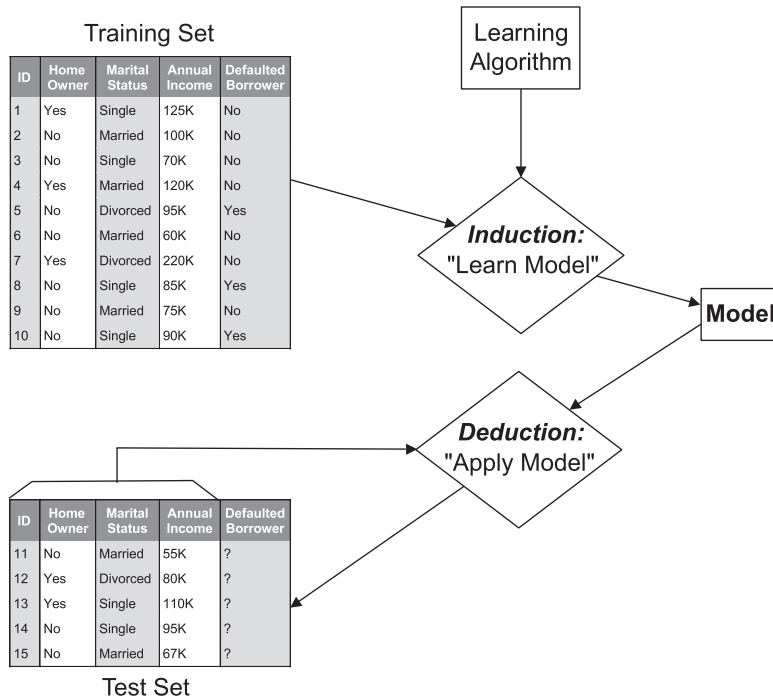 Training Set
ID Home Owner Marital Status Annual Income Defaulted Borrower
1 Yes Single 125K No
2 No Married 100K No
3 No Single 70K No
4 Yes Married 120K No
5 No Divorced 95K Yes
6 No Married 60K No
7 Yes Divorced 220K No
8 No Single 85K Yes
9 No Married 75K No
10 No Single 90K Yes
Learning
Algorithm
Induction:
"Learn Model"
Model
Deduction:
"Apply Model"
ID Home Owner Marital Status Annual Income Defaulted Borrower
11 No Married 55K ?
12 Yes Divorced 80K ?
13 Yes Single 110K ?
14 No Single 95K ?
15 No Married 67K ?
Test Set